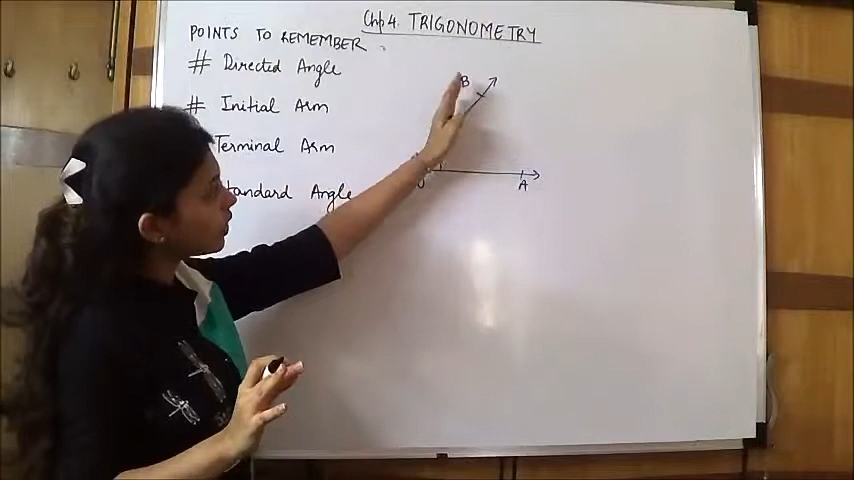 Chp 4. TRIGONOMETRY
POINTS TO REMEMBER
# Directed Angle
# Initial Arm
Terminal Arm
Standard Angle
B
A